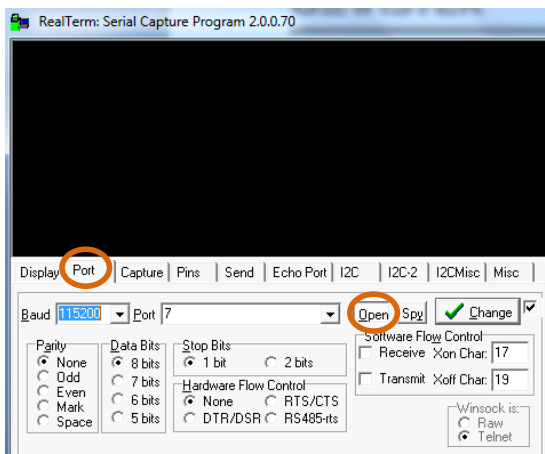 RealTerm: Serial Capture Program 2.0.0.70
Display Port Capture Pins Send Echo Port I2C I2C-2 I2CMisc Misc
Baud 115200 Port 7 Open Spy Change
Parity
None
Odd
Even
Mark
Space
Data Bits
8 bits
7 bits
6 bits
5 bits
Stop Bits
1 bit 2 bits
Hardware Flow Control
None RTS/CTS
DTR/DSR RS485-rts
Software Flow Control
Receive Xon Char: 17
Transmit Xoff Char: 19
Winsock is:
Raw
Telnet